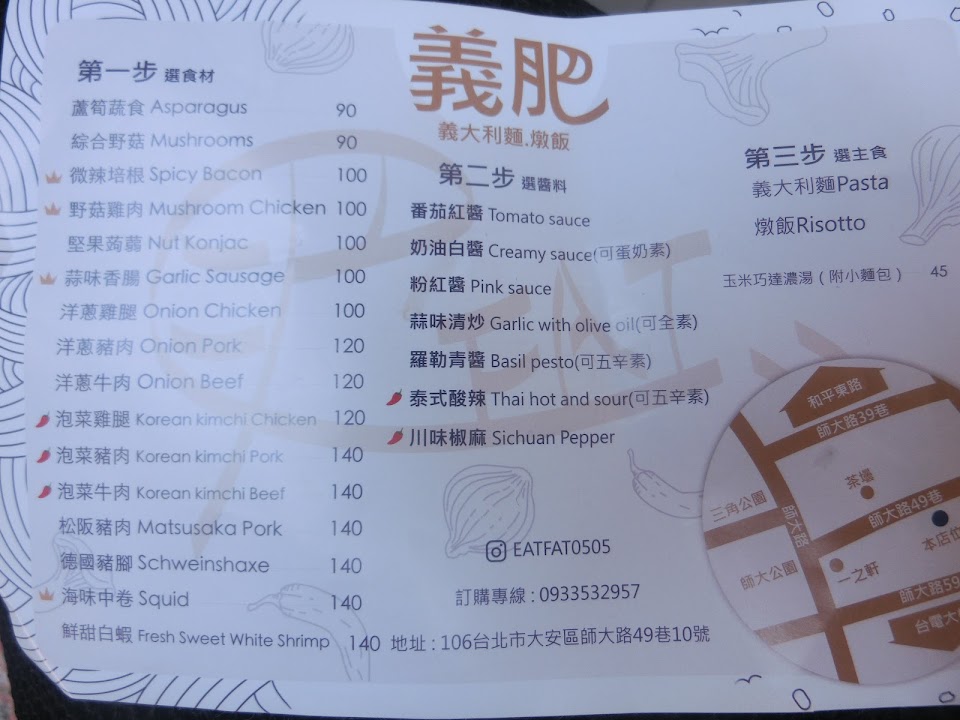 義肥
義大利麵.燉飯
第一步 選食材
蘆筍蔬食 Asparagus 90
綜合野菇 Mushrooms 90
微辣培根 Spicy Bacon 100
野菇雞肉 Mushroom Chicken 100
堅果蒟蒻 Nut Konjac 100
蒜味香腸 Garlic Sausage 100
洋蔥雞腿 Onion Chicken 100
洋蔥豬肉 Onion Pork 120
洋蔥牛肉 Onion Beef 120
泡菜雞腿 Korean kimchi Chicken 120
泡菜豬肉 Korean kimchi Pork 140
泡菜牛肉 Korean kimchi Beef 140
松阪豬肉 Matsusaka Pork 140
德國豬腳 Schweinshaxe 140
海味中卷 Squid 140
鮮甜白蝦 Fresh Sweet White Shrimp 140
第二步 選醬料
番茄紅醬 Tomato sauce
奶油白醬 Creamy sauce(可蛋奶素)
粉紅醬 Pink sauce
蒜味清炒 Garlic with olive oil(可全素)
羅勒青醬 Basil pesto(可五辛素)
泰式酸辣 Thai hot and sour(可五辛素)
川味椒麻 Sichuan Pepper
EAT
第三步 選主食
義大利麵Pasta
燉飯Risotto
玉米巧達濃湯(附小麵包) 45
EATFAT0505
訂購專線:0933532957
地址:106台北市大安區師大路49巷10號
和平東路
師大路39巷
茶場
三角公園
師大路
師大路49巷
本店位
師大公園
一之軒
師大路59
台電大